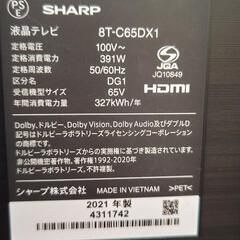 PS
E
SHARP
液晶テレビ 8T-C65DX1
定格電圧 100V～
定格消費電力 391W
定格周波数 50/60Hz
区分名 DG1
受信機型サイズ 65V
年間消費電力量 327kWh/年
JQA
JQ10849
HDMI
Dolby、ドルビー、Dolby Vision、Dolby Audio及びダブルD
記号はドルビーラボラトリーズライセンシングコーポレーション
の商標です。
ドルビーラボラトリーズからの実施権に基づき製造されています。
非公開機密著作物。著作権1992-2020年
ドルビーラボラトリーズ。不許複製。
シャープ株式会社 MADE IN VIETNAM >PET<
2021 年製
4311742